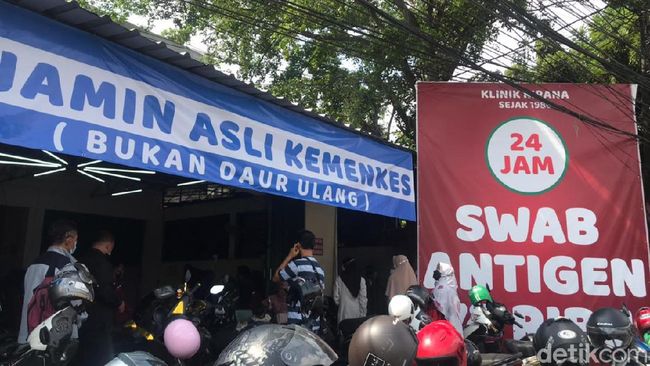 JAMIN ASLI KEMENKES
( BUKAN DAUR ULANG )
KLINIK
SEJAK
24
JAM
SWAB
ANTIGEN
detikcom